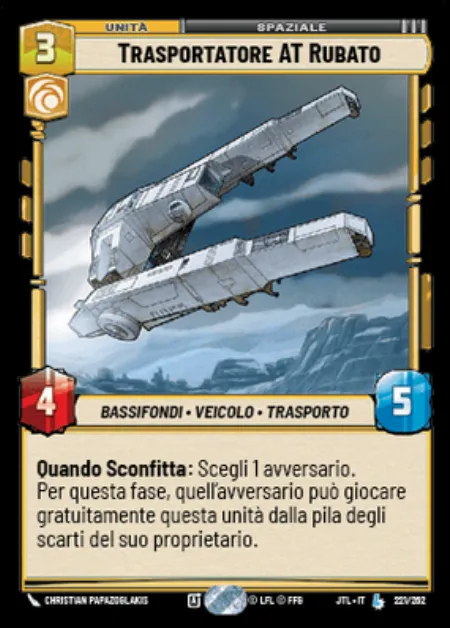 UNITÀ
SPAZIALE
3
TRASPORTATORE AT RUBATO
4
5
BASSIFONDI • VEICOLO • TRASPORTO
Quando Sconfitta: Scegli 1 avversario.
Per questa fase, quell'avversario può giocare
gratuitamente questa unità dalla pila degli
scarti del suo proprietario.
CHRISTIAN PAPAZOGLAKIS
© LFL © FFG
JTL • IT
221/262